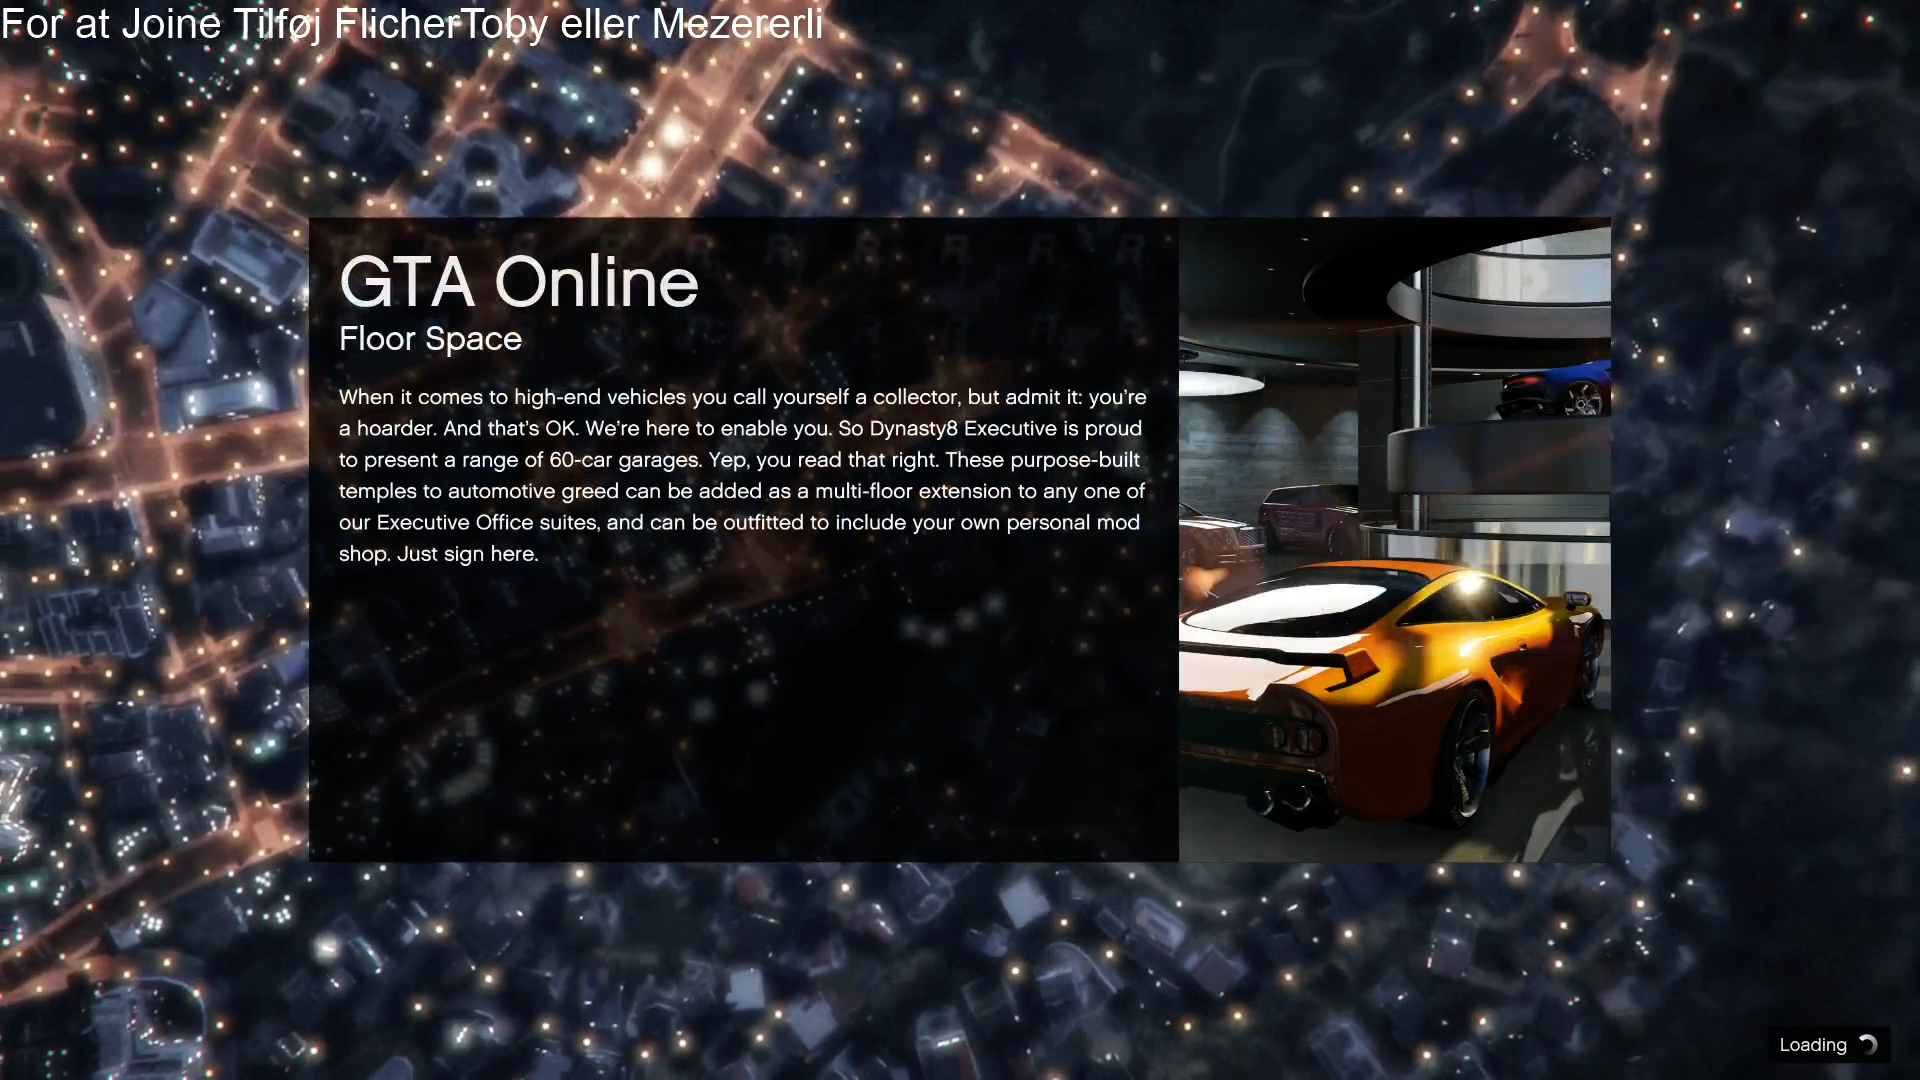 For at Joine Tilføj FlicherToby eller Mezererli
GTA Online
Floor Space
When it comes to high-end vehicles you call yourself a collector, but admit it: you're
a hoarder. And that's OK. We're here to enable you. So Dynasty8 Executive is proud
to present a range of 60-car garages. Yep, you read that right. These purpose-built
temples to automotive greed can be added as a multi-floor extension to any one of
our Executive Office suites, and can be outfitted to include your own personal mod
shop. Just sign here.
Loading